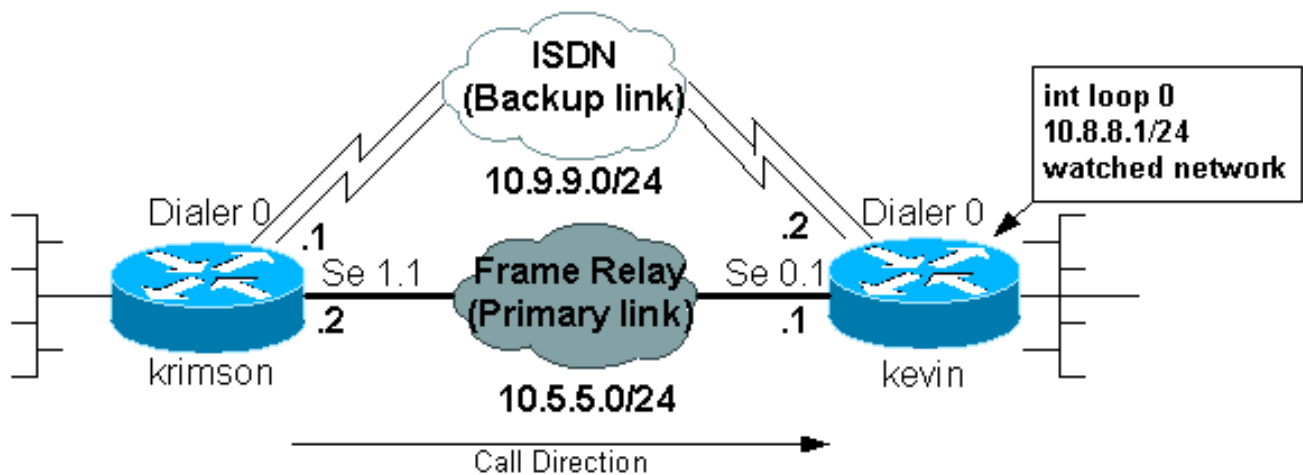 ISDN
(Backup link)
10.9.9.0/24
int loop 0
10.8.8.1/24
watched network
Dialer 0
.1
.2
Dialer 0
Se 1.1
.2
Frame Relay
(Primary link)
Se 0.1
.1
krimson
10.5.5.0/24
kevin
Call Direction